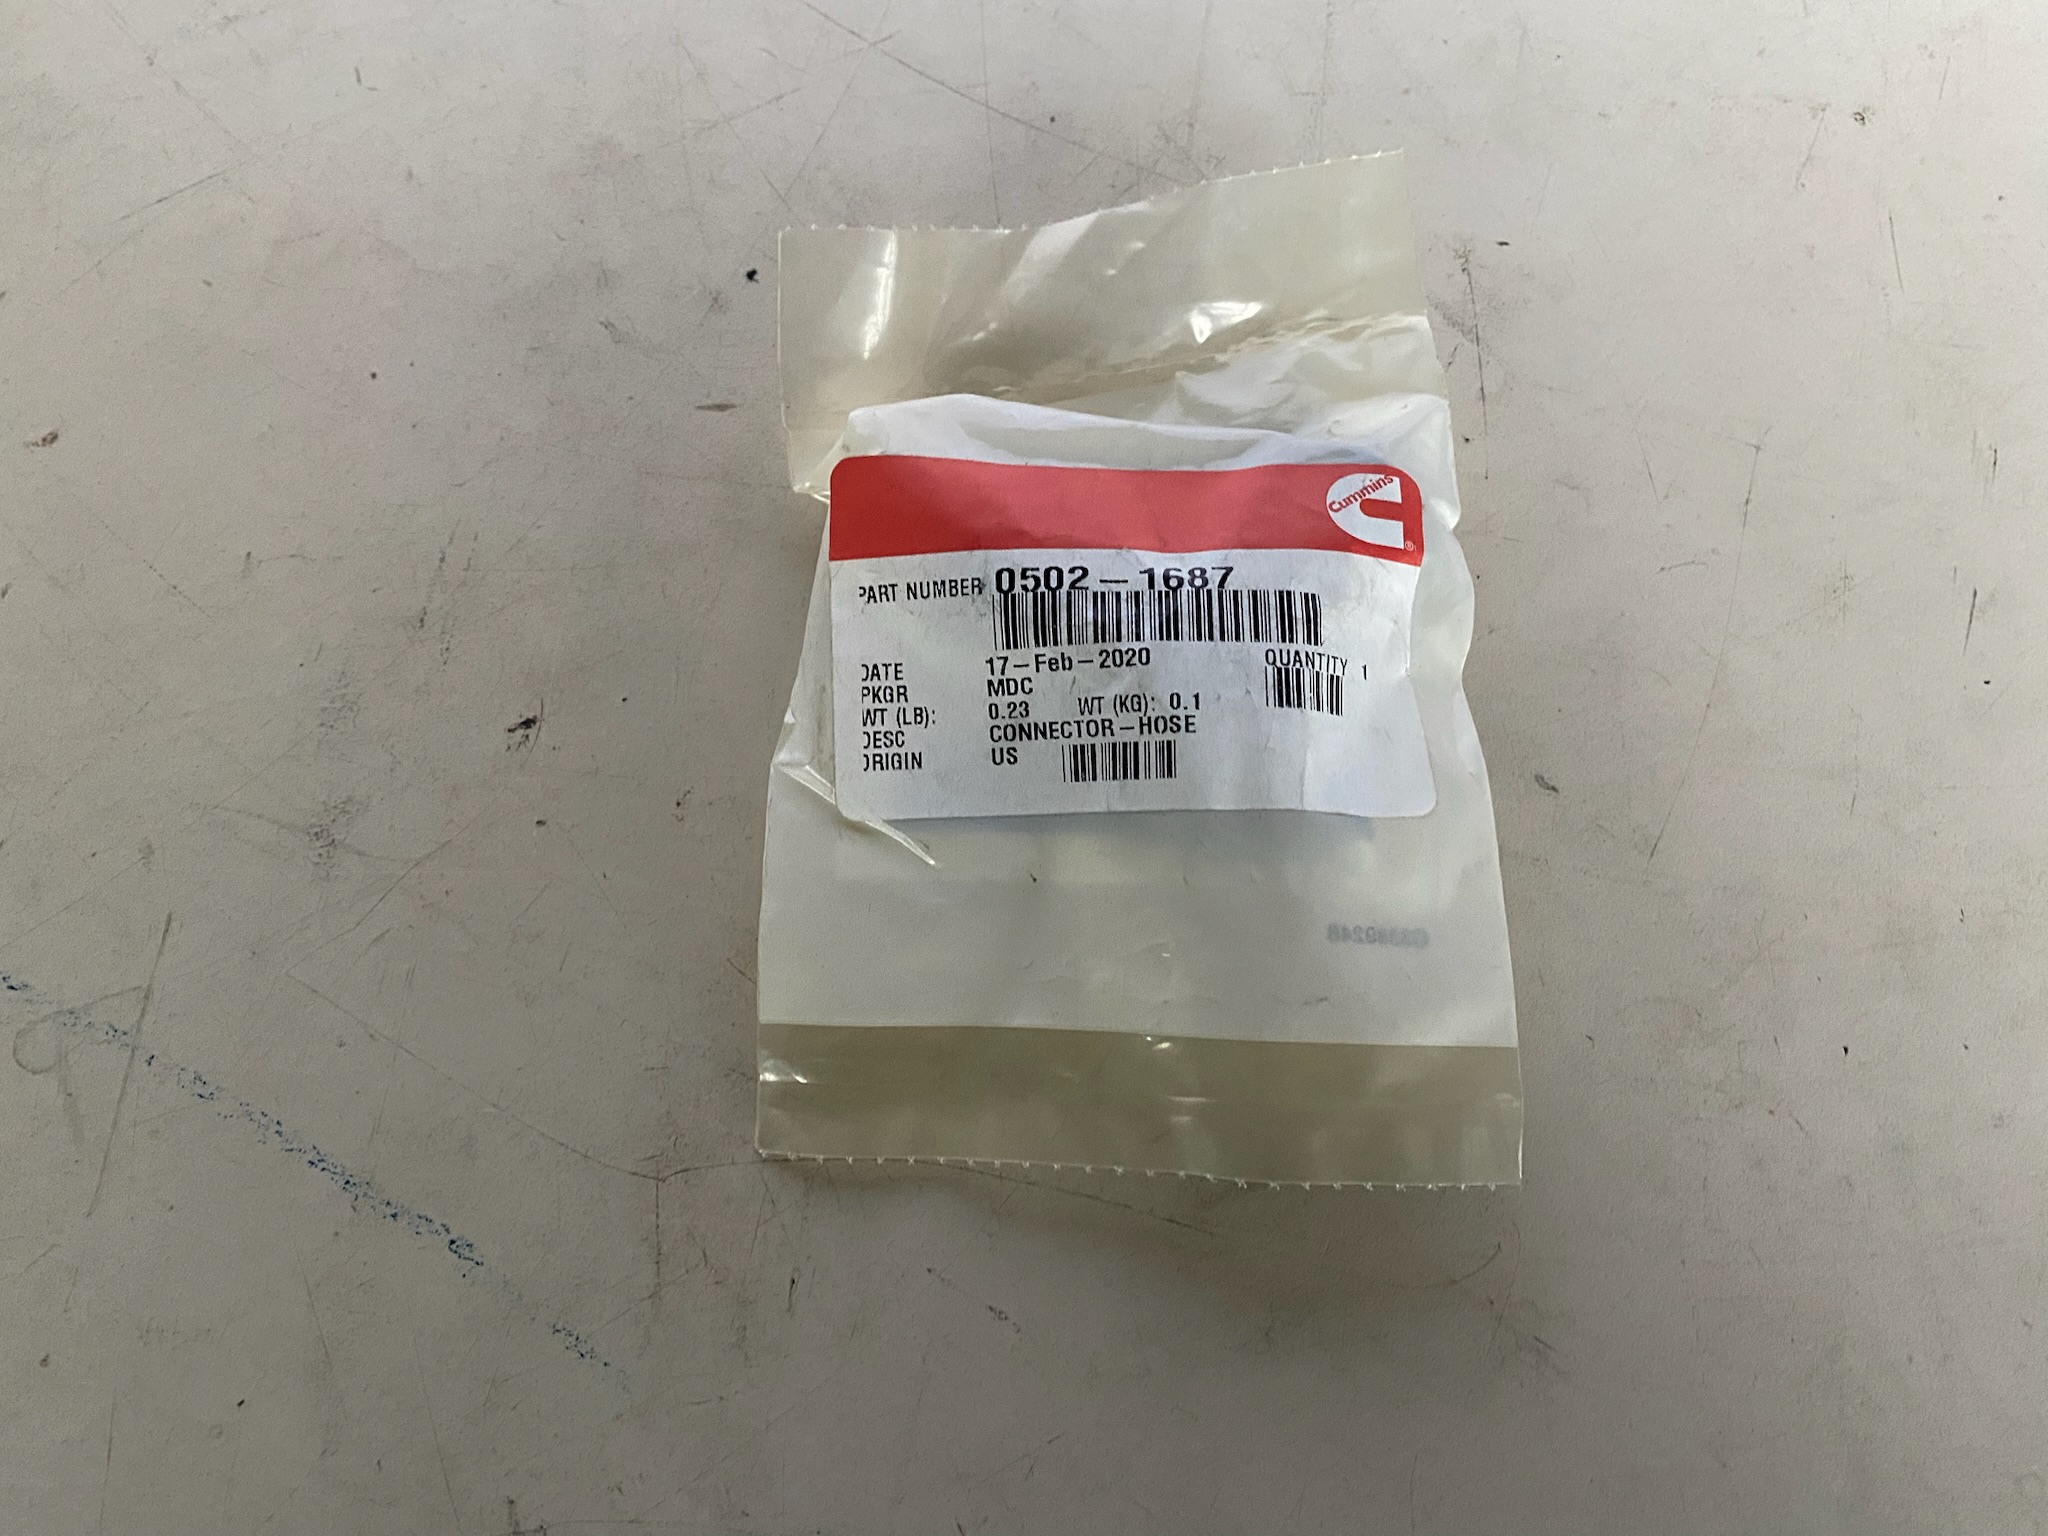 Cummins
®
PART NUMBER 0502-1687
DATE 17-Feb-2020 QUANTITY 1
PKGR MDC
WT (LB): 0.23 WT (KG): 0.1
DESC CONNECTOR-HOSE
ORIGIN US